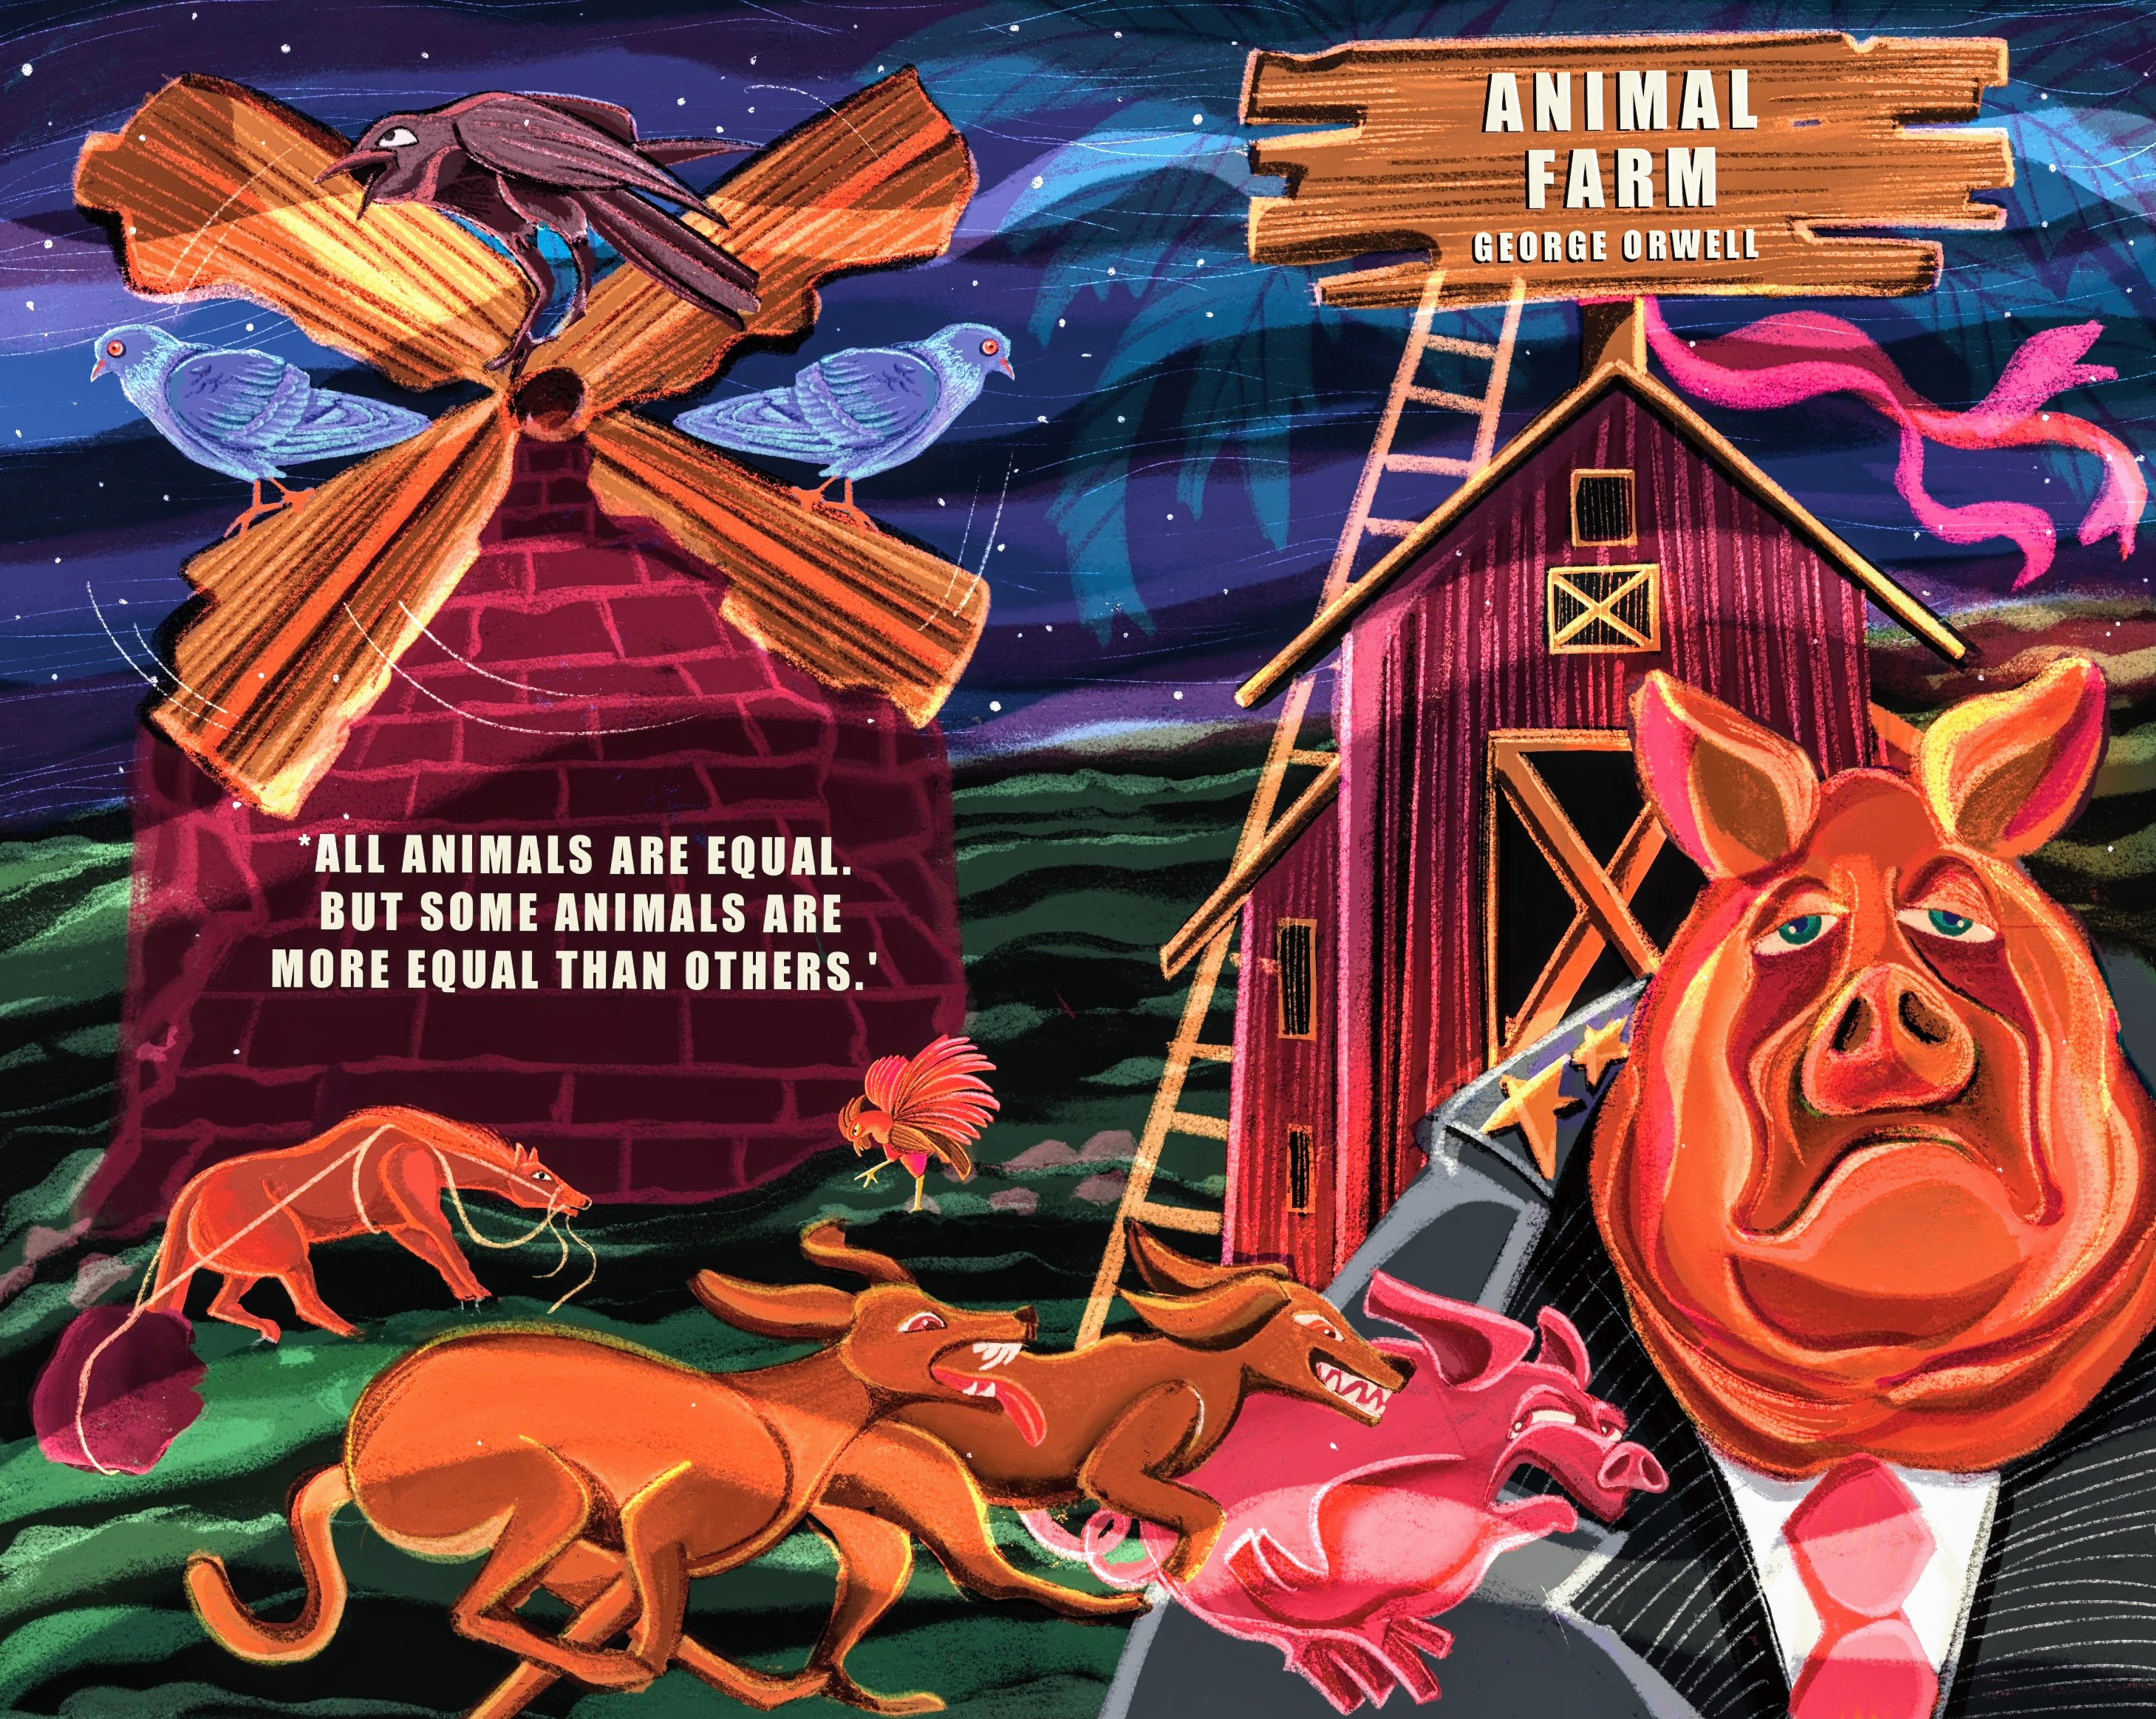 *ALL ANIMALS ARE EQUAL.
BUT SOME ANIMALS ARE
MORE EQUAL THAN OTHERS.'
ANIMAL
FARM
GEORGE ORWELL